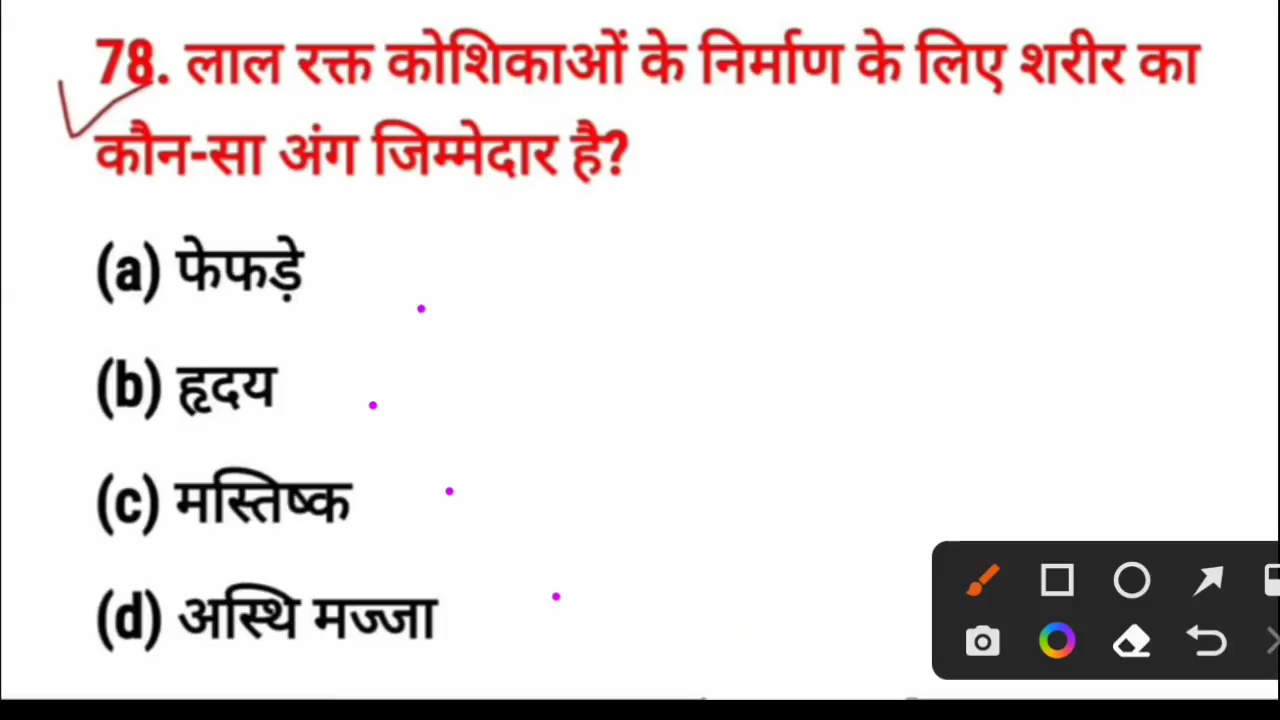 78. लाल रक्त कोशिकाओं के निर्माण के लिए शरीर का
कौन-सा अंग जिम्मेदार है?
(a) फेफड़े
(b) हृदय
(c) मस्तिष्क
(d) अस्थि मज्जा